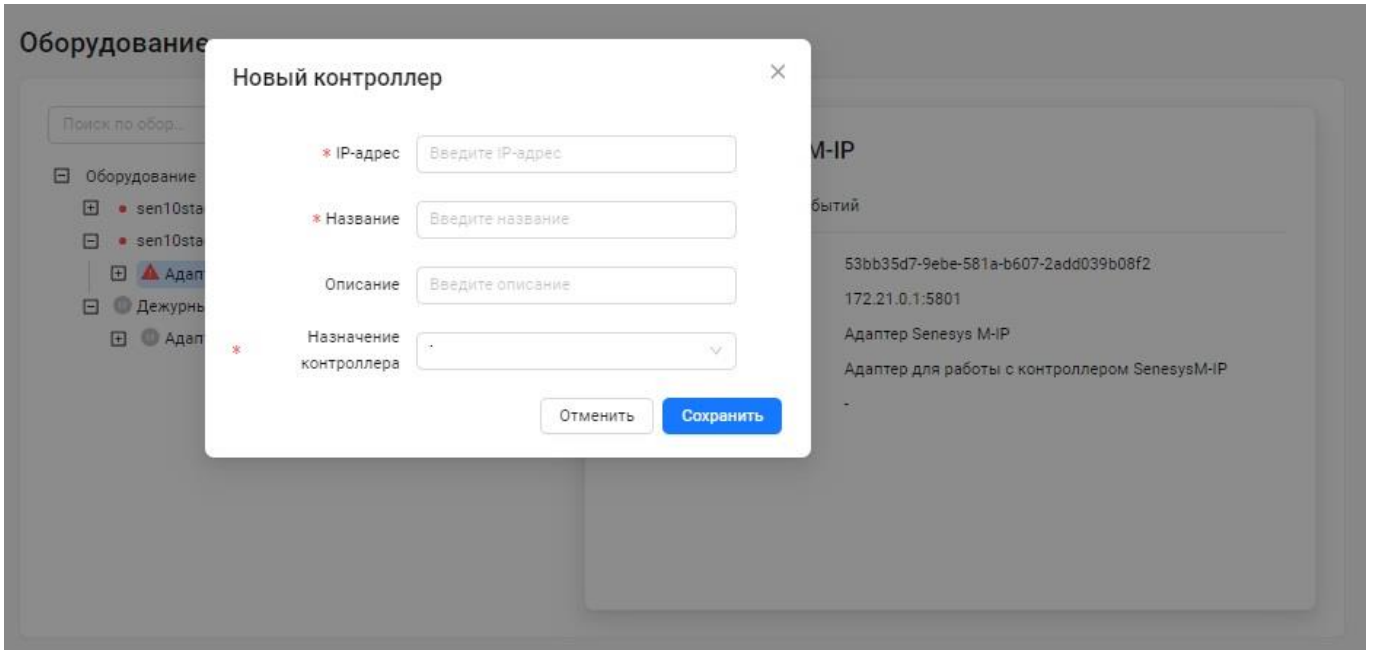 Оборудование
Новый контроллер
Поиск по обор...
* IP-адрес Введите IP-адрес
M-IP
Оборудование
* Название Введите название
бытий
sen10sta
sen10sta
Описание Введите описание
53bb35d7-9ebe-581a-b607-2add039b08f2
Адап
172.21.0.1:5801
Дежурны
Назначение
Адаптер Senesys M-IP
Адап
* контроллера
Адаптер для работы с контроллером SenesysM-IP
-
Отменить Сохранить